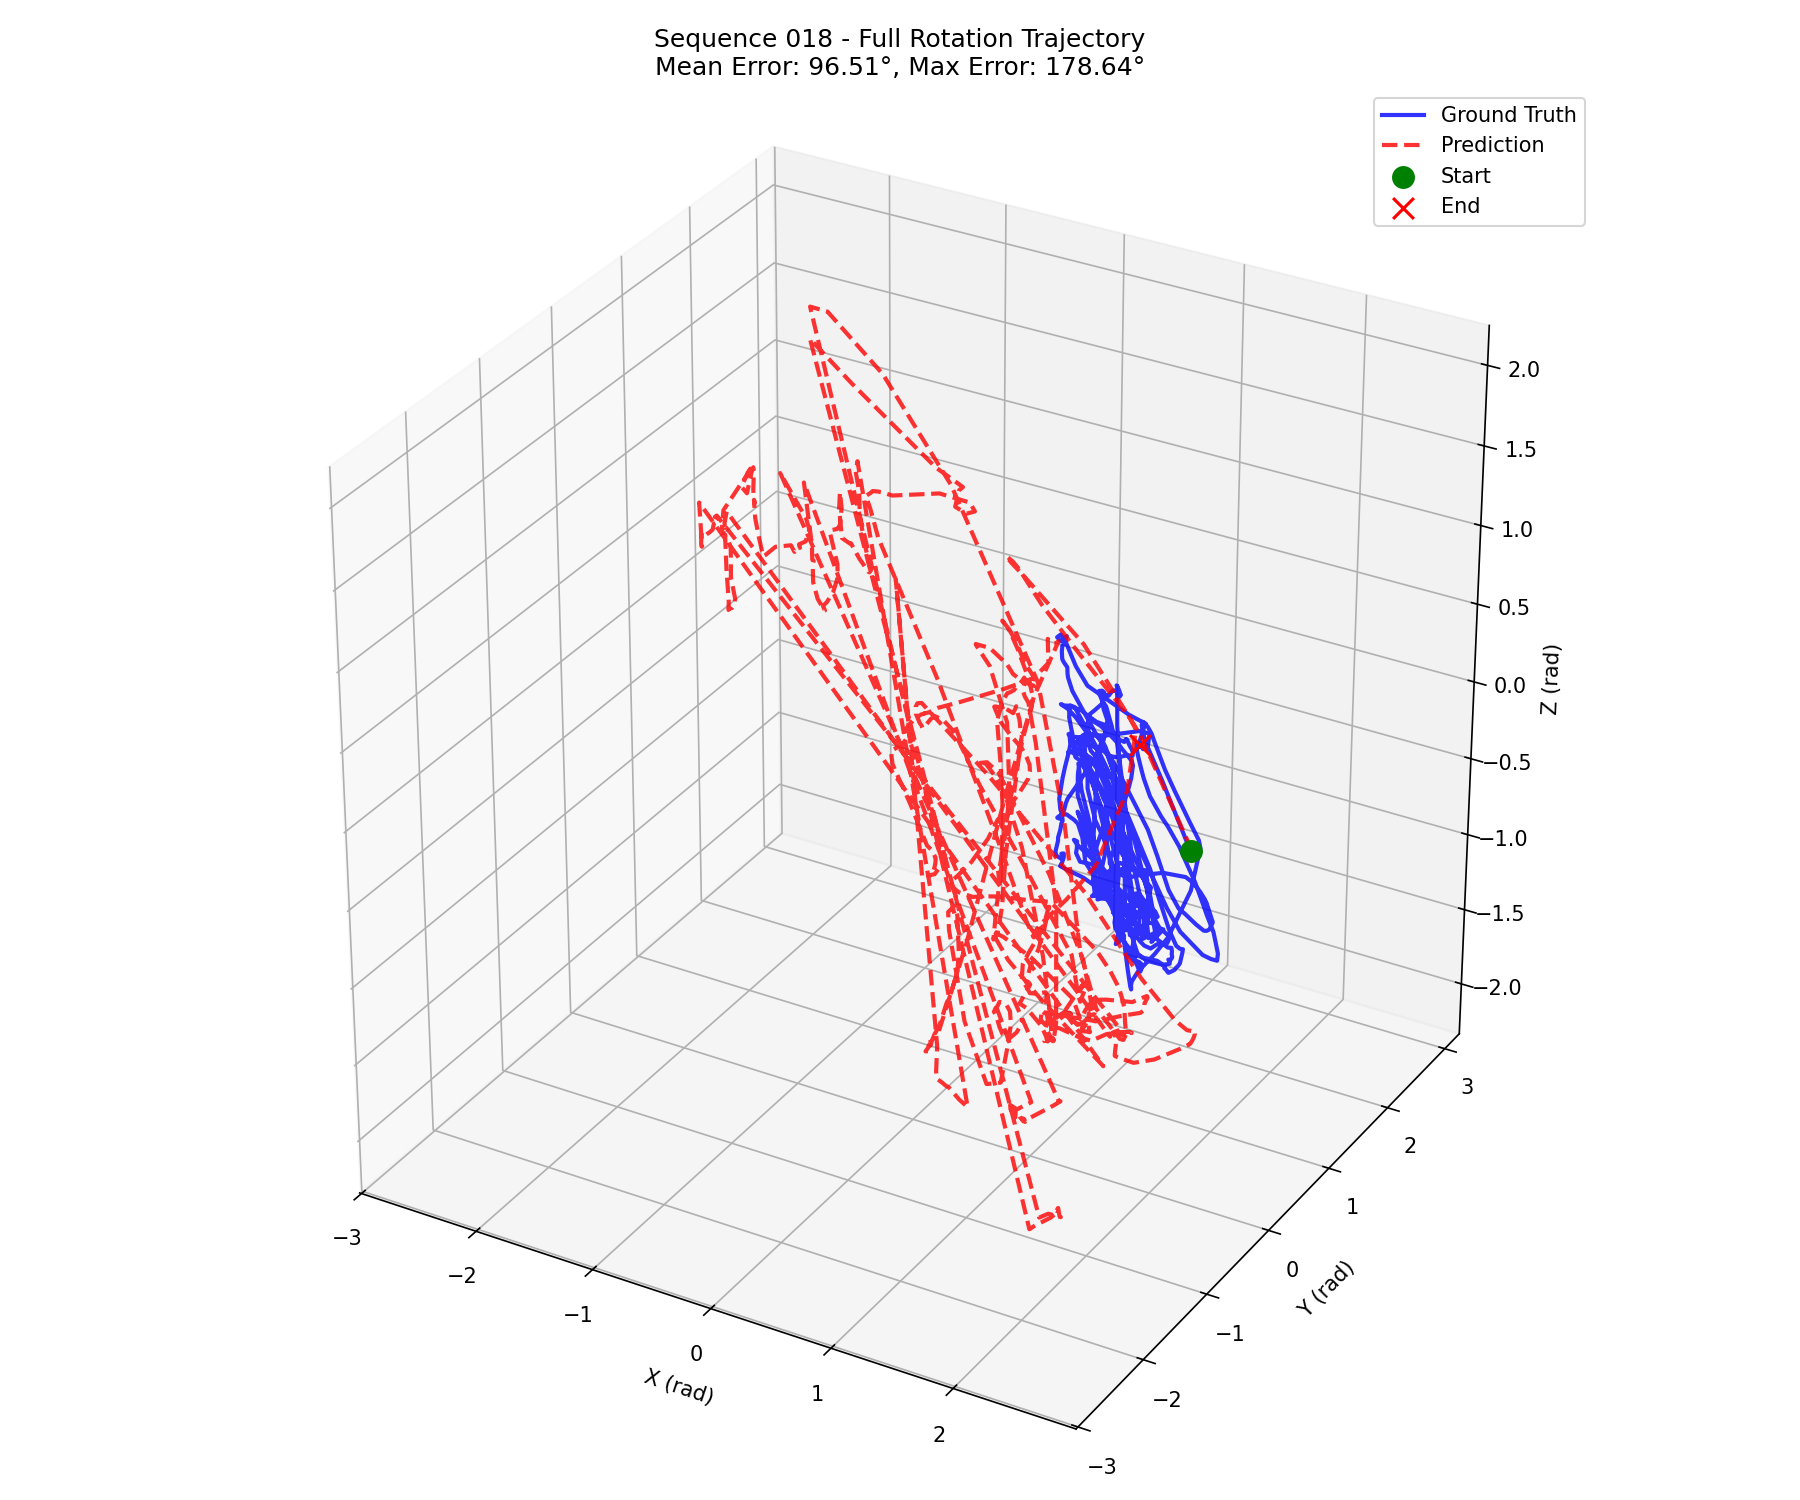 Sequence 018 - Full Rotation Trajectory
Mean Error: 96.51°, Max Error: 178.64°
Ground Truth
Prediction
Start
End
2.0
1.5
1.0
0.5
0.0
−0.5
−1.0
−1.5
−2.0
Z (rad)
3
2
1
0
−1
−2
−3
Y (rad)
−3
−2
−1
0
1
2
X (rad)